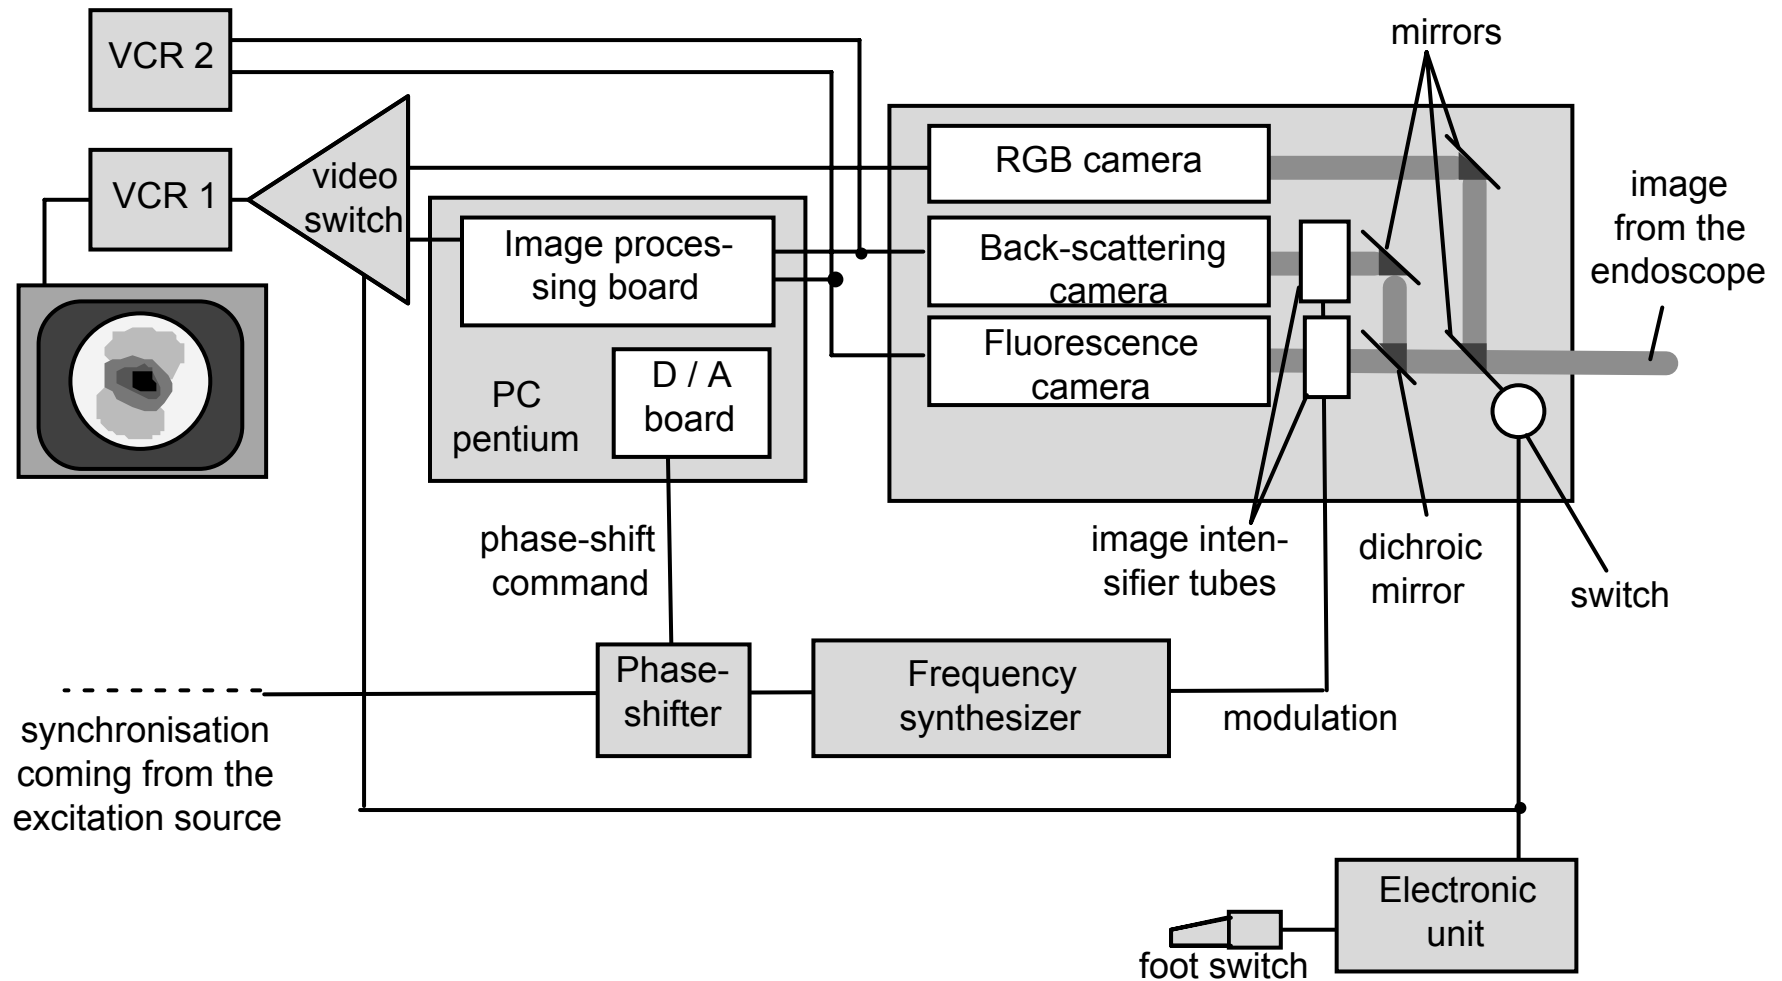 VCR 2
VCR 1
video
switch
Image proces-
sing board
D / A
board
PC
pentium
RGB camera
Back-scattering
camera
Fluorescence
camera
mirrors
image
from the
endoscope
image inten-
sifier tubes
dichroic
mirror
switch
phase-shift
command
Phase-
shifter
Frequency
synthesizer
modulation
synchronisation
coming from the
excitation source
Electronic
unit
foot switch